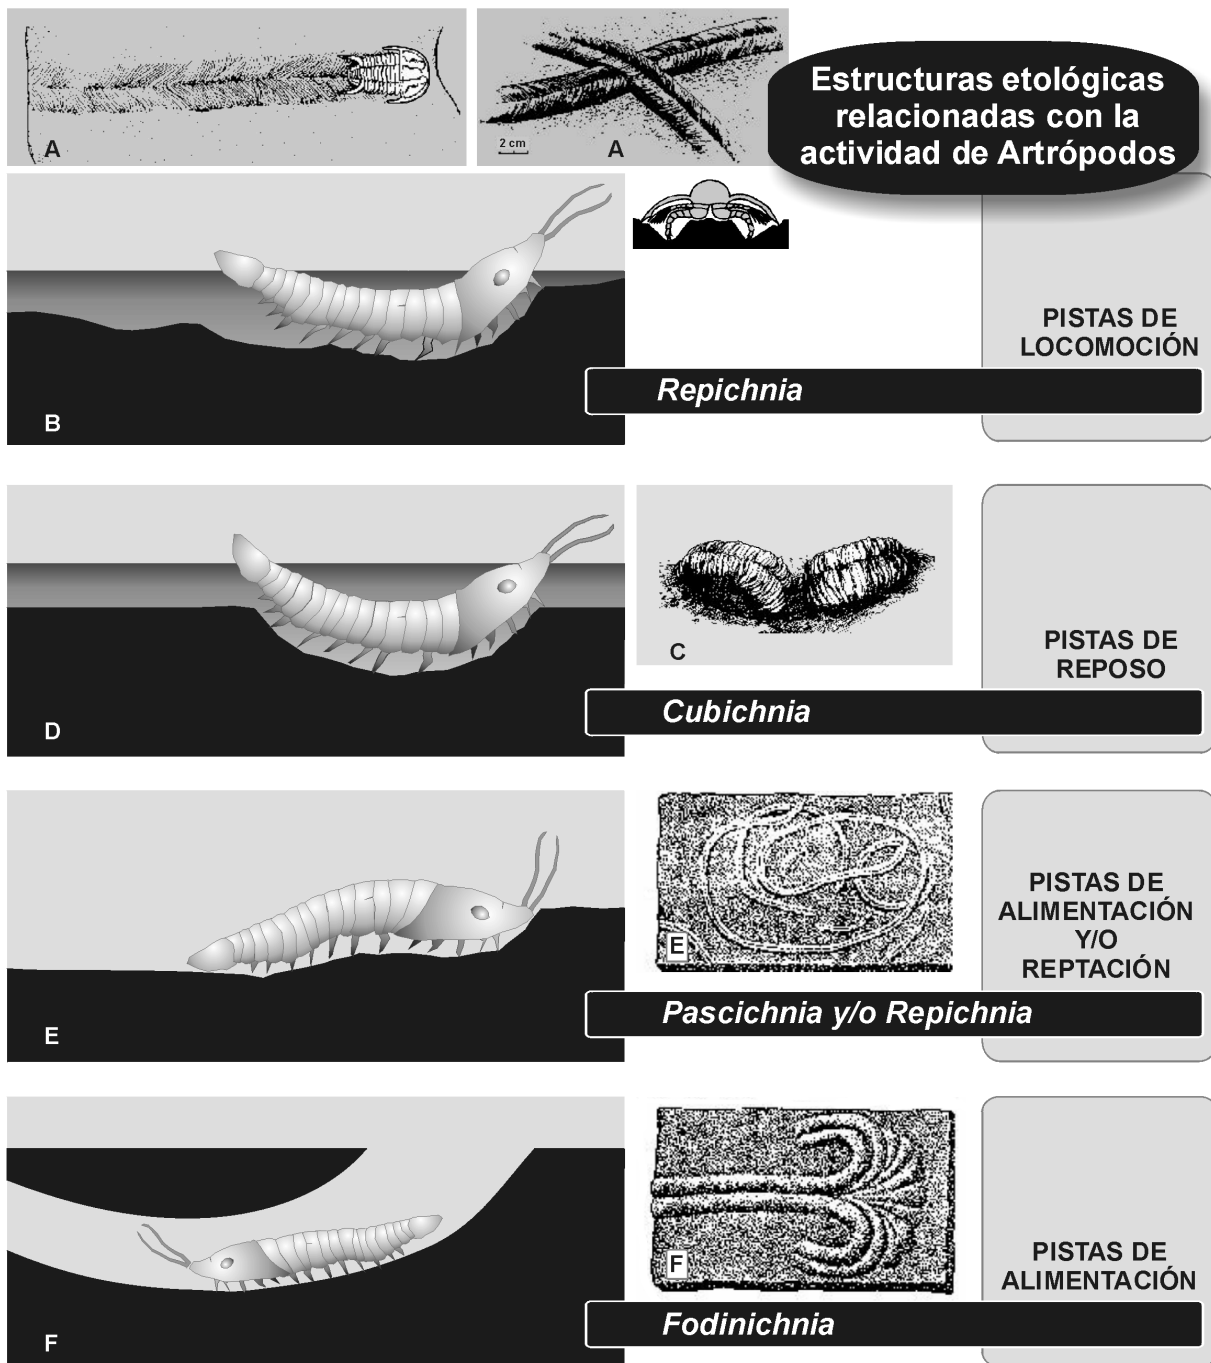 Estructuras etológicas
relacionadas con la
actividad de Artrópodos
A
2 cm
A
B
PISTAS DE
LOCOMOCIÓN
Repichnia
C
D
PISTAS DE
REPOSO
Cubichnia
E
E
PISTAS DE
ALIMENTACIÓN
Y/O
REPTACIÓN
Pascichnia y/o Repichnia
F
F
PISTAS DE
ALIMENTACIÓN
Fodinichnia